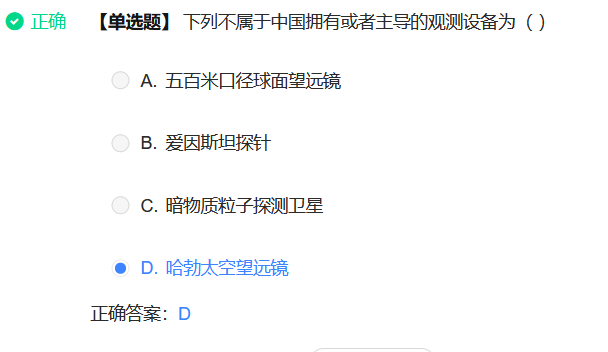 正确 【单选题】 下列不属于中国拥有或者主导的观测设备为（ ）
A. 五百米口径球面望远镜
B. 爱因斯坦探针
C. 暗物质粒子探测卫星
D. 哈勃太空望远镜
正确答案：D